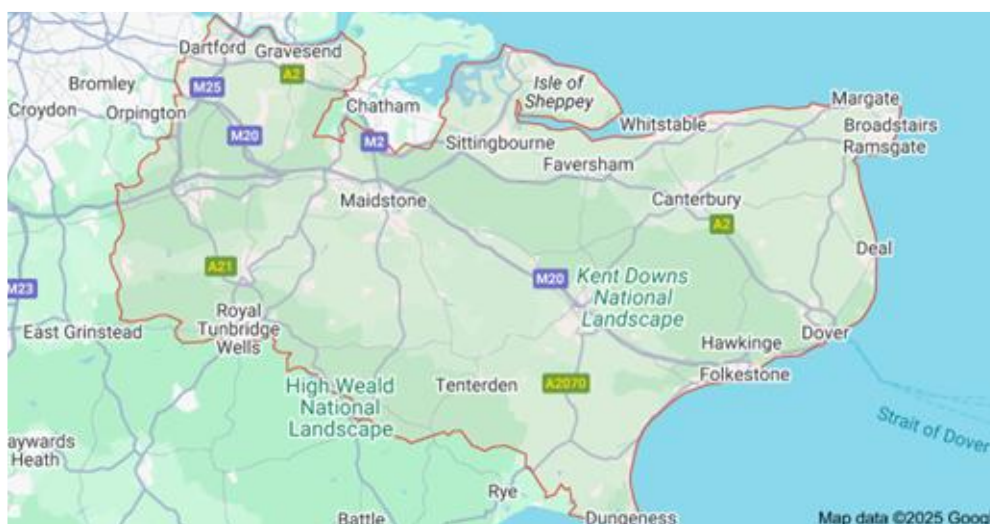 Dartford
Gravesend
A2
Bromley
M25
Isle of
Sheppey
Chatham
Margate
Croydon
Orpington
M20
M2
Whitstable
Broadstairs
Sittingbourne
Ramsgate
Faversham
Maidstone
Canterbury
A2
Deal
A21
M20
Kent Downs
National
Landscape
M23
Royal
Tunbridge
Wells
East Grinstead
Dover
Hawkinge
Folkestone
High Weald
National
Landscape
Tenterden
A2070
Strait of Dover
aywards
Heath
Rye
Battle
Dungeness
Map data ©2025 Goog